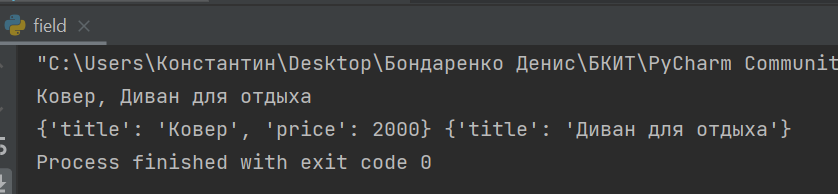 field
"C:\Users\Константин\Desktop\Бондаренко Денис\БКИТ\PyCharm Communit
Ковер, Диван для отдыха
{'title': 'Ковер', 'price': 2000} {'title': 'Диван для отдыха'}
Process finished with exit code 0